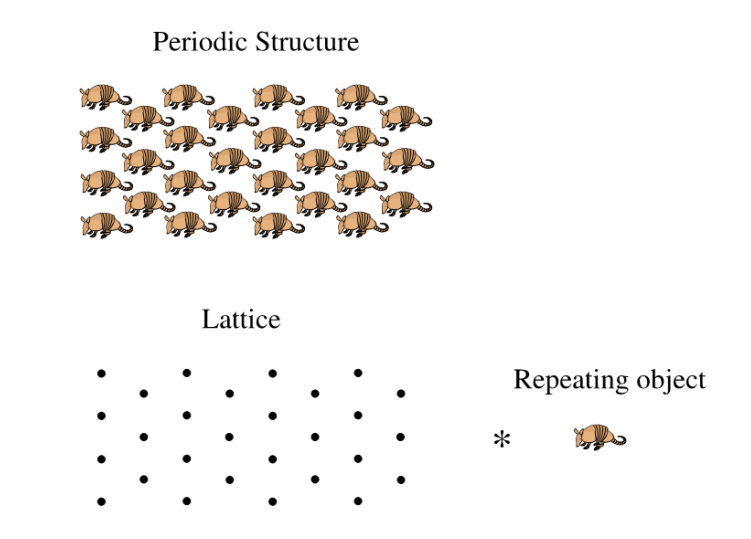 Periodic Structure
Lattice
Repeating object
*